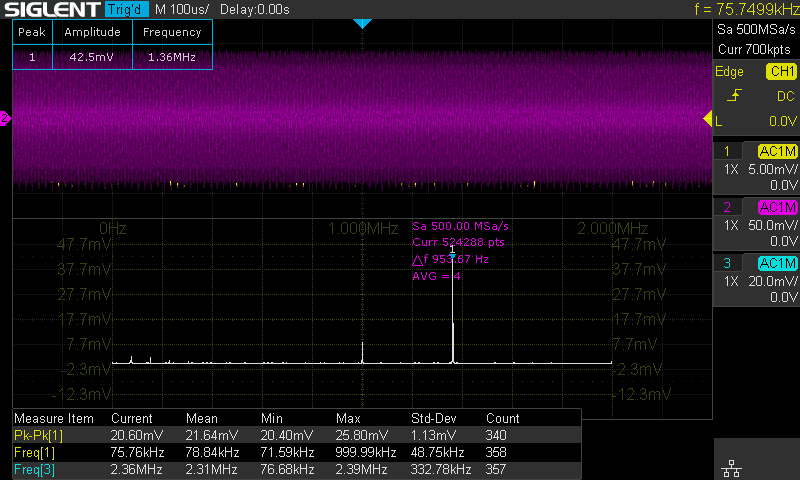 SIGLENT Trig'd M 100us/ Delay:0.00s f = 75.7499kHz
Sa 500MSa/s
Curr 700kpts
Peak Amplitude Frequency
1 42.5mV 1.36MHz
Edge CH1
DC
L 0.0V
2
1 AC1M
1X 5.00mV/
0.0V
2 AC1M
1X 50.0mV/
0.0V
3 AC1M
1X 20.0mV/
0.0V
0Hz 1.000MHz 2.000MHz
Sa 500.00 MSa/s
Curr 524288 pts
△f 953.67 Hz
AVG = 4
1
47.7mV 47.7mV
37.7mV 37.7mV
27.7mV 27.7mV
17.7mV 17.7mV
7.7mV 7.7mV
-2.3mV -2.3mV
-12.3mV -12.3mV
Measure Item Current Mean Min Max Std-Dev Count
Pk-Pk[1] 20.60mV 21.64mV 20.40mV 25.80mV 1.13mV 340
Freq[1] 75.76kHz 78.84kHz 71.59kHz 999.99kHz 48.75kHz 358
Freq[3] 2.36MHz 2.31MHz 76.68kHz 2.39MHz 332.78kHz 357